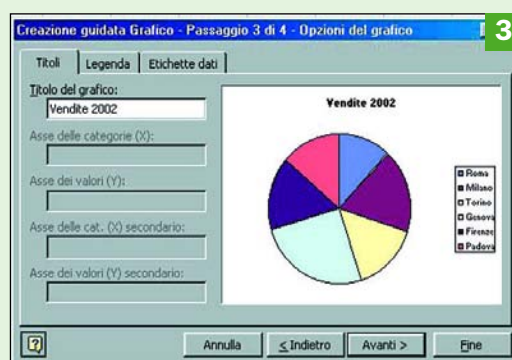 Creazione guidata Grafico - Passaggio 3 di 4 - Opzioni del grafico
3
Titoli
Legenda
Etichette dati
Titolo del grafico:
Vendite 2002
Asse delle categorie (X):
Asse dei valori (Y):
Asse delle cat. (X) secondario:
Asse dei valori (Y) secondario:
Vendite 2002
Roma
Milano
Torino
Genova
Firenze
Padova
?
Annulla
< Indietro
Avanti >
Fine